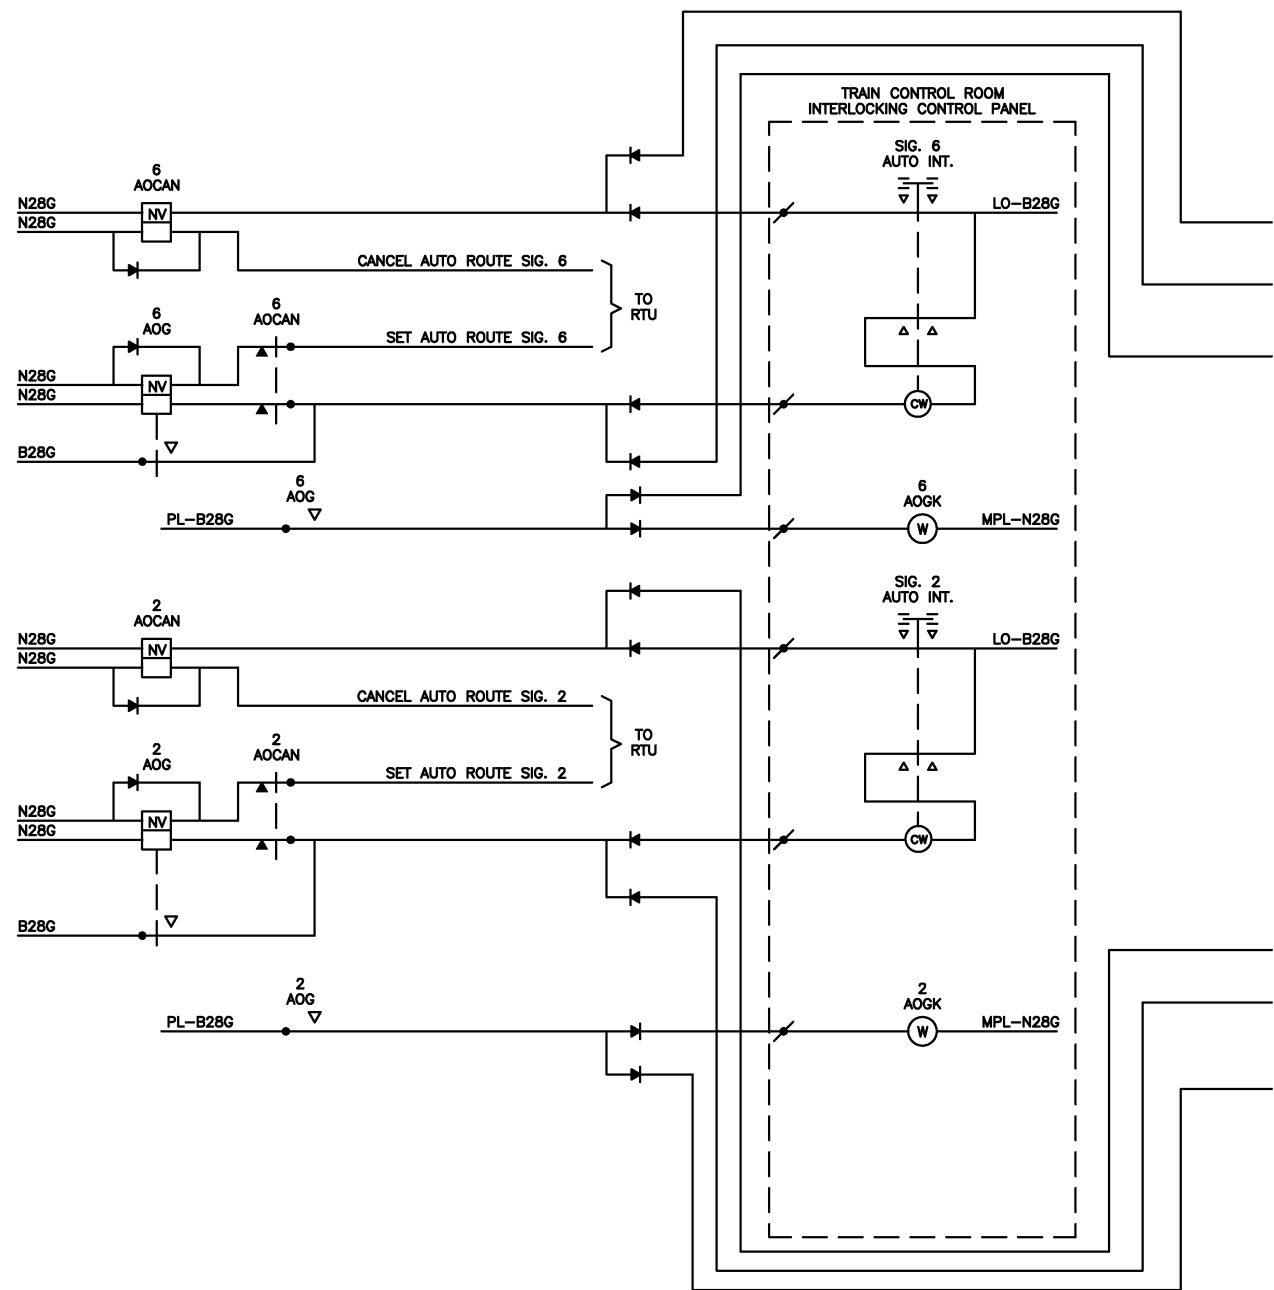 TRAIN CONTROL ROOM
INTERLOCKING CONTROL PANEL
SIG. 6
AUTO INT.
6
AOCAN
N28G
NV
LO-B28G
N28G
CANCEL AUTO ROUTE SIG. 6
TO
RTU
6
AOG
6
AOCAN
SET AUTO ROUTE SIG. 6
N28G
NV
N28G
CW
B28G
6
AOG
PL-B28G
6
AOGK
W
MPL-N28G
SIG. 2
AUTO INT.
2
AOCAN
N28G
NV
LO-B28G
N28G
CANCEL AUTO ROUTE SIG. 2
TO
RTU
2
AOG
2
AOCAN
SET AUTO ROUTE SIG. 2
N28G
NV
N28G
CW
B28G
2
AOG
PL-B28G
2
AOGK
W
MPL-N28G